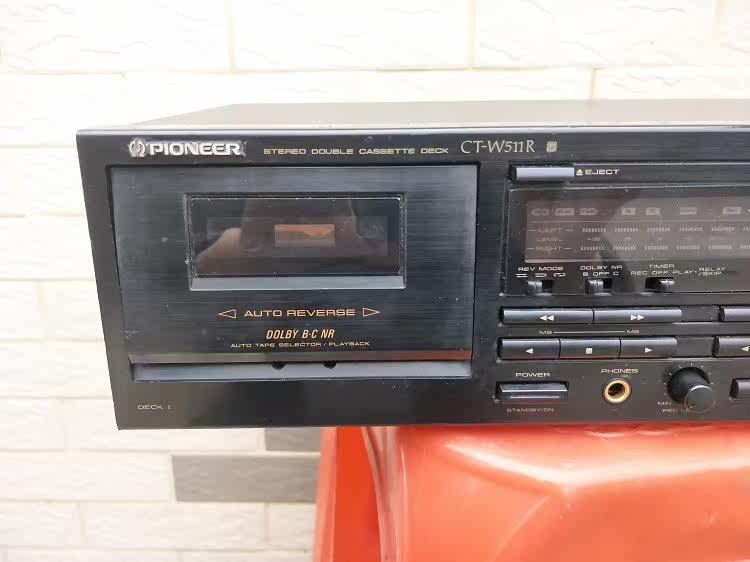 PIONEER STEREO DOUBLE CASSETTE DECK CT-W511R
EJECT
LEFT
LEVEL
RIGHT
REV MODE DOLBY NR TIMER RELAY
B OFF C REC OFF PLAY /SKIP
AUTO REVERSE
MS MS
DOLBY B·C NR
AUTO TAPE SELECTOR / PLAYBACK
POWER PHONES
STANDBY/ON
MIN
REC
DECK I